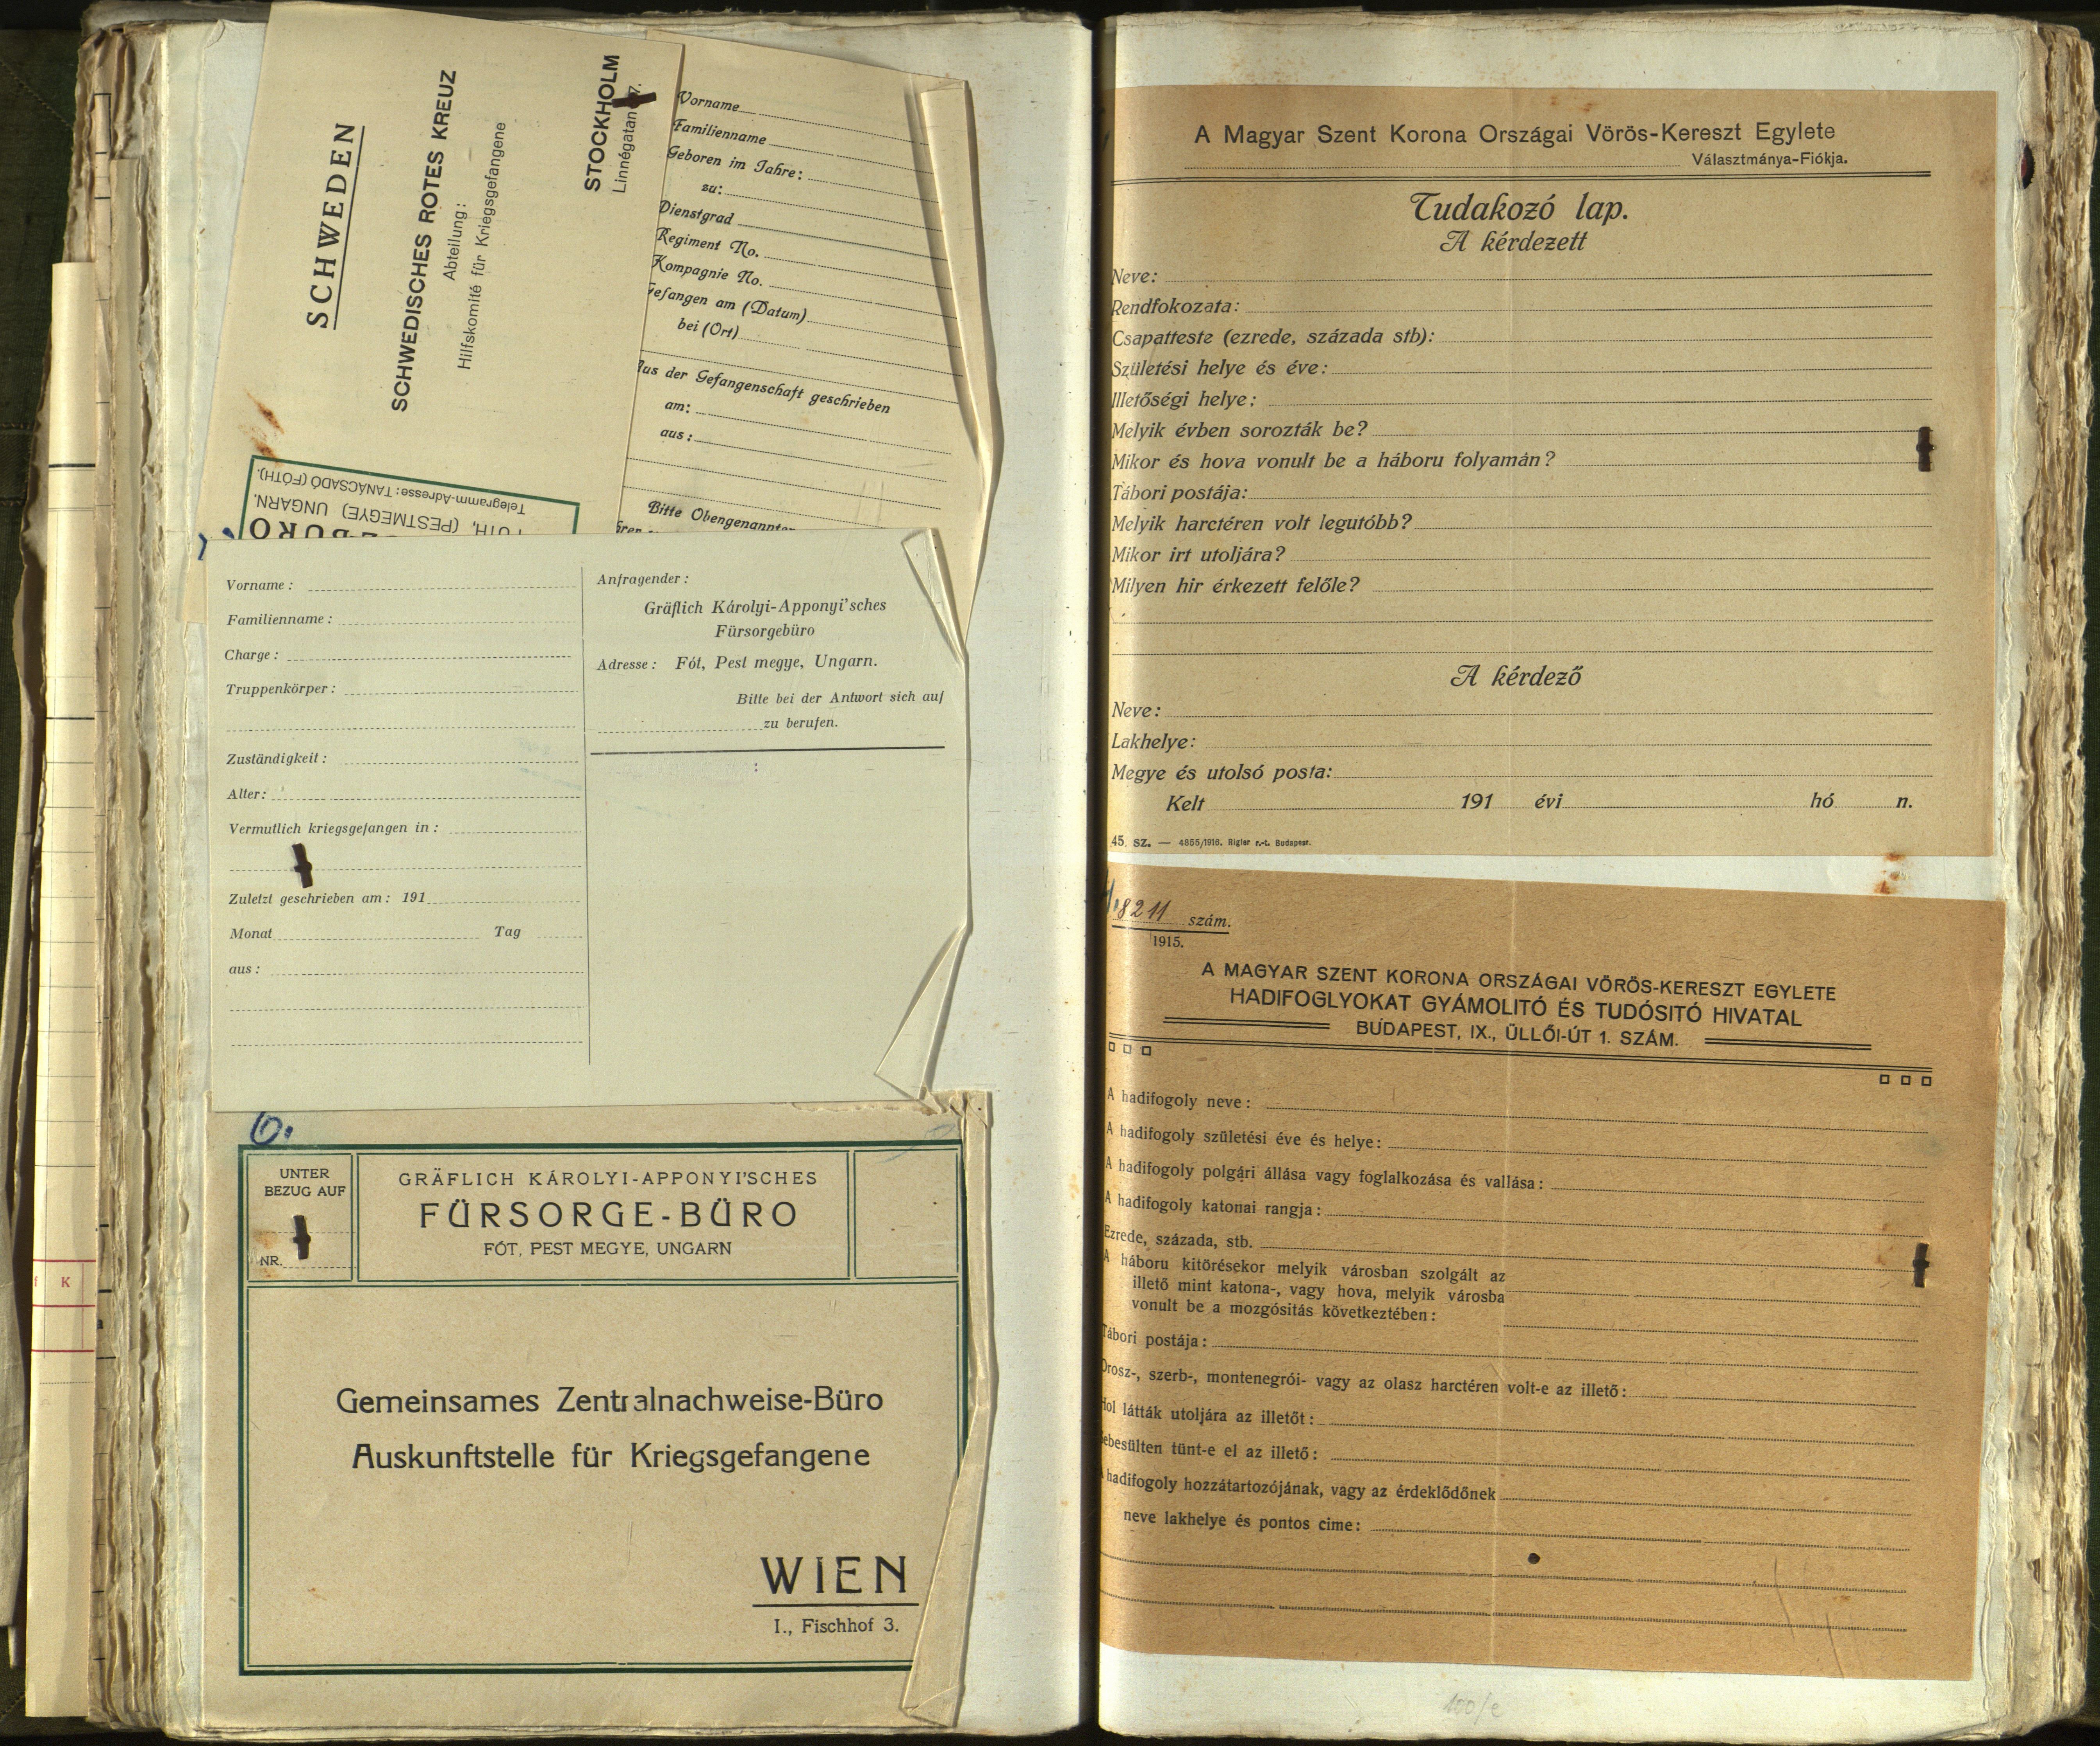 SCHWEDEN
SCHWEDISCHES ROTES KREUZ
Abteilung:
Hilfskomité für Kriegsgefangene
STOCKHOLM
Linnégatan 7.
Vorname
Familienname
Geboren im Jahre:
zu:
Dienstgrad
Regiment No.
Kompagnie No.
efangen am (Datum)
bei (Ort)
us der Gefangenschaft geschrieben
am:
aus:
Bitte Obengenannten
Telegramm-Adresse: TANÁCSADÓ (FÓTH).
FÓTH, (PESTMEGYE) UNGARN.
BÜRO
Vorname:
Familienname:
Charge:
Truppenkörper:
Zuständigkeit:
Alter:
Vermutlich kriegsgefangen in:
Zuletzt geschrieben am: 191
Monat Tag
aus:
Anfragender:
Gräflich Károlyi-Apponyi'sches
Fürsorgebüro
Adresse: Fót, Pest megye, Ungarn.
Bitte bei der Antwort sich auf
zu berufen.
6.
UNTER
BEZUG AUF
NR.
GRÄFLICH KÁROLYI-APPONYI'SCHES
FÜRSORGE-BÜRO
FÓT, PEST MEGYE, UNGARN
Gemeinsames Zentralnachweise-Büro
Auskunftstelle für Kriegsgefangene
WIEN
I., Fischhof 3.
K
A Magyar Szent Korona Országai Vörös-Kereszt Egylete
Választmánya-Fiókja.
Tudakozó lap.
A kérdezett
Neve:
Rendfokozata:
Csapatteste (ezrede, százada stb):
Születési helye és éve:
Illetőségi helye:
Melyik évben sorozták be?
Mikor és hova vonult be a háboru folyamán?
Tábori postája:
Melyik harctéren volt legutóbb?
Mikor irt utoljára?
Milyen hir érkezett felőle?
A kérdező
Neve:
Lakhelye:
Megye és utolsó posta:
Kelt 191 évi hó n.
45. sz. — 4855/1916. Rigler r.-t. Budapest.
8211 szám.
1915.
A MAGYAR SZENT KORONA ORSZÁGAI VÖRÖS-KERESZT EGYLETE
HADIFOGLYOKAT GYÁMOLITÓ ÉS TUDÓSITÓ HIVATAL
BUDAPEST, IX., ÜLLŐI-ÚT 1. SZÁM.
A hadifogoly neve:
A hadifogoly születési éve és helye:
A hadifogoly polgári állása vagy foglalkozása és vallása:
A hadifogoly katonai rangja:
Ezrede, százada, stb.
A háboru kitörésekor melyik városban szolgált az
illető mint katona-, vagy hova, melyik városba
vonult be a mozgósitás következtében:
Tábori postája:
Orosz-, szerb-, montenegrói- vagy az olasz harctéren volt-e az illető:
Hol látták utoljára az illetőt:
ebesülten tünt-e el az illető:
hadifogoly hozzátartozójának, vagy az érdeklődőnek
neve lakhelye és pontos cime:
100/e